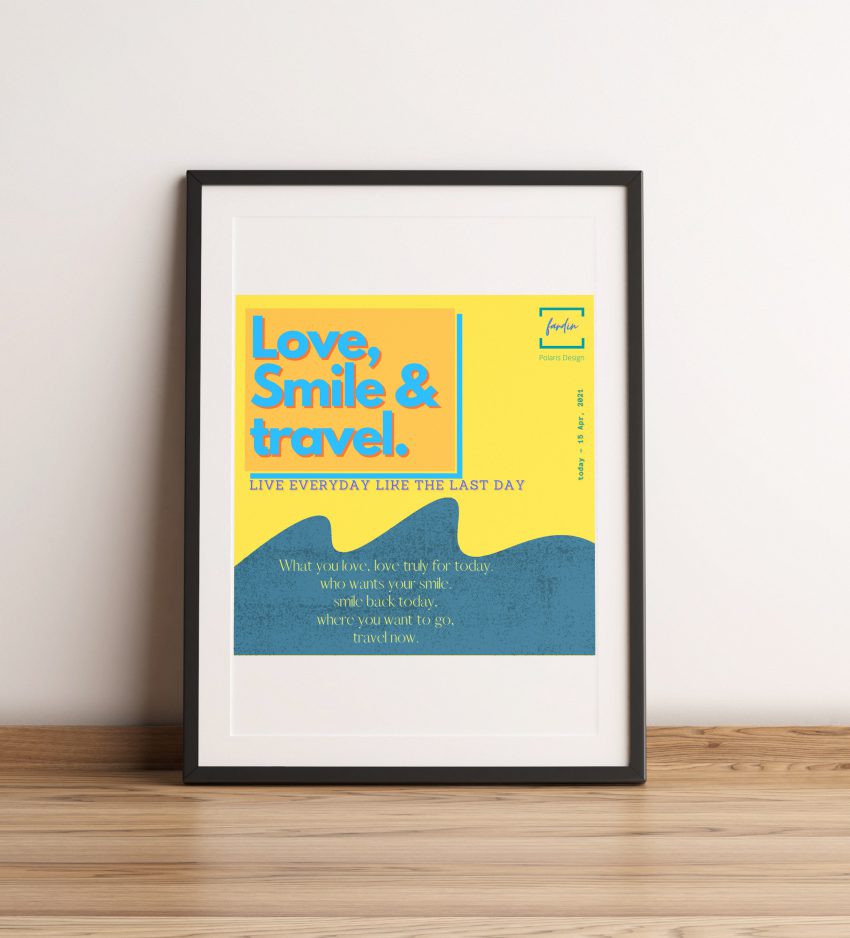 Love,
Smile &
travel.
LIVE EVERYDAY LIKE THE LAST DAY
fardin
Polaris Design
today - 15 Apr, 2021
What you love, love truly for today.
who wants your smile.
smile back today,
where you want to go,
travel now.